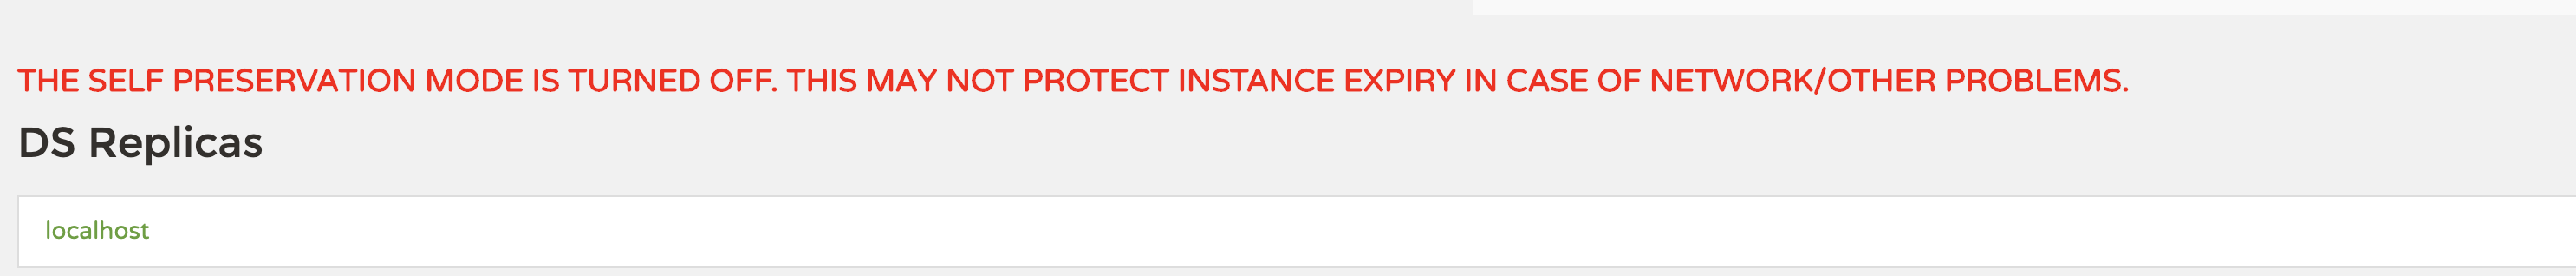 THE SELF PRESERVATION MODE IS TURNED OFF. THIS MAY NOT PROTECT INSTANCE EXPIRY IN CASE OF NETWORK/OTHER PROBLEMS.
DS Replicas
localhost